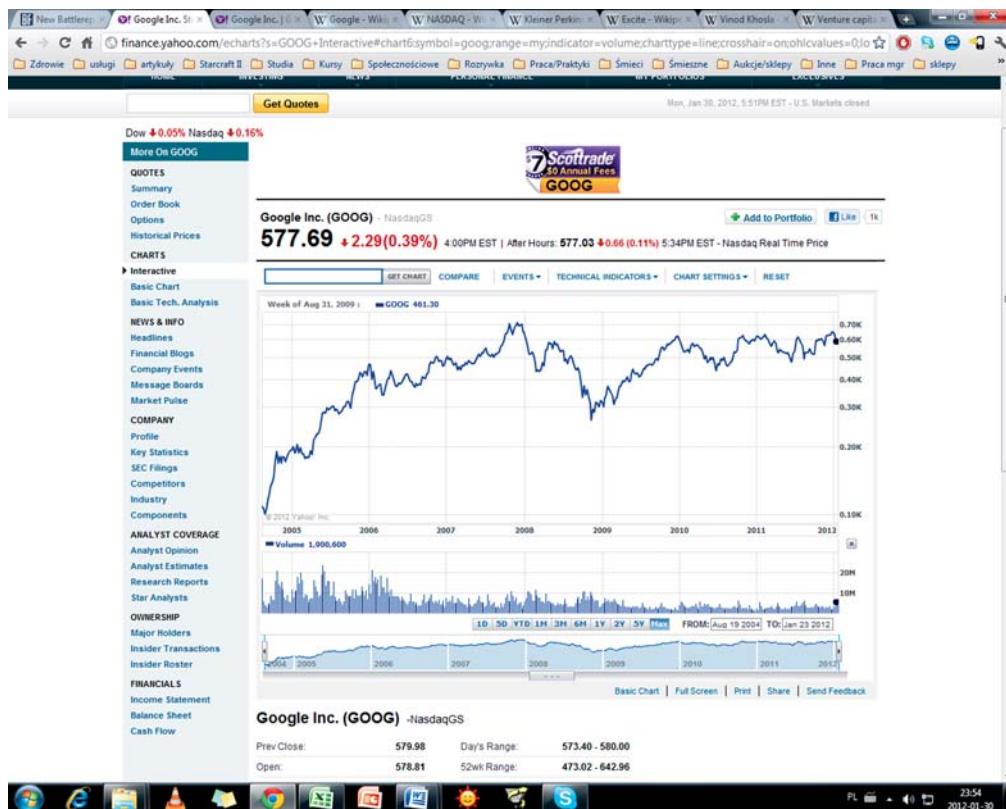 New Battlerep
Google Inc. St
Google Inc. |
Google - Wiki
NASDAQ - W
Kleiner Perkin
Excite - Wikip
Vinod Khosla -
Venture capita
finance.yahoo.com/echarts?s=GOOG+Interactive#chart6:symbol=goog;range=my;indicator=volume;charttype=line;crosshair=on;ohlcvalues=0;lo
Zdrowie usługi artykuły Starcraft II Studia Kursy Społecznościowe Rozrywka Praca/Praktyki Śmieci Śmieszne Aukcje/sklepy Inne Praca mgr sklepy »
HOME INVESTING NEWS PERSONAL FINANCE MY PORTFOLIOS EXCLUSIVES
Get Quotes
Mon, Jan 30, 2012, 5:51PM EST - U.S. Markets closed
Dow 0.05% Nasdaq 0.16%
More On GOOG
QUOTES
Summary
Order Book
Options
Historical Prices
CHARTS
Interactive
Basic Chart
Basic Tech. Analysis
NEWS & INFO
Headlines
Financial Blogs
Company Events
Message Boards
Market Pulse
COMPANY
Profile
Key Statistics
SEC Filings
Competitors
Industry
Components
ANALYST COVERAGE
Analyst Opinion
Analyst Estimates
Research Reports
Star Analysts
OWNERSHIP
Major Holders
Insider Transactions
Insider Roster
FINANCIALS
Income Statement
Balance Sheet
Cash Flow
$7 Scottrade
$0 Annual Fees
GOOG
Google Inc. (GOOG) - NasdaqGS
Add to Portfolio Like 1k
577.69 2.29(0.39%) 4:00PM EST | After Hours: 577.03 0.66 (0.11%) 5:34PM EST - Nasdaq Real Time Price
GET CHART COMPARE EVENTS TECHNICAL INDICATORS CHART SETTINGS RESET
Week of Aug 31, 2009 : GOOG 461.30
0.70K
0.60K
0.50K
0.40K
0.30K
0.20K
0.10K
© 2012 Yahoo! Inc.
2005 2006 2007 2008 2009 2010 2011 2012
Volume 1,900,600
20M
10M
1D 5D YTD 1M 3M 6M 1Y 2Y 5Y Max FROM: Aug 19 2004 TO: Jan 23 2012
2004 2005 2006 2007 2008 2009 2010 2011 2012
Basic Chart | Full Screen | Print | Share | Send Feedback
Google Inc. (GOOG) -NasdaqGS
Prev Close: 579.98 Day's Range: 573.40 - 580.00
Open: 578.81 52wk Range: 473.02 - 642.96
PL 23:54
2012-01-30